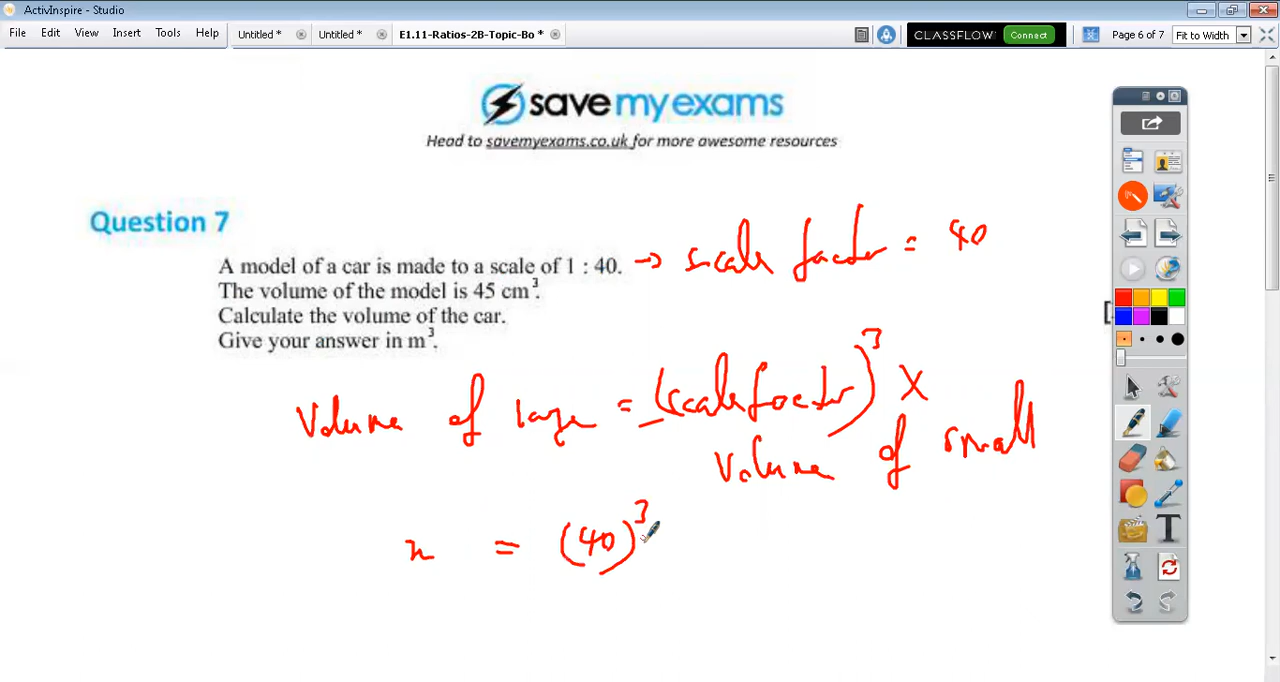 ActivInspire - Studio
File Edit View Insert Tools Help
Untitled * Untitled * E1.11-Ratios-2B-Topic-Bo *
CLASSFLOW Connect
Page 6 of 7 Fit to Width
save my exams
Head to savemyexams.co.uk for more awesome resources
Question 7
A model of a car is made to a scale of 1 : 40. → scale factor = 40
The volume of the model is 45 cm³.
Calculate the volume of the car.
Give your answer in m³.
[
Volume of large = (scale factor)³ ×
Volume of small
x = (40)³
T